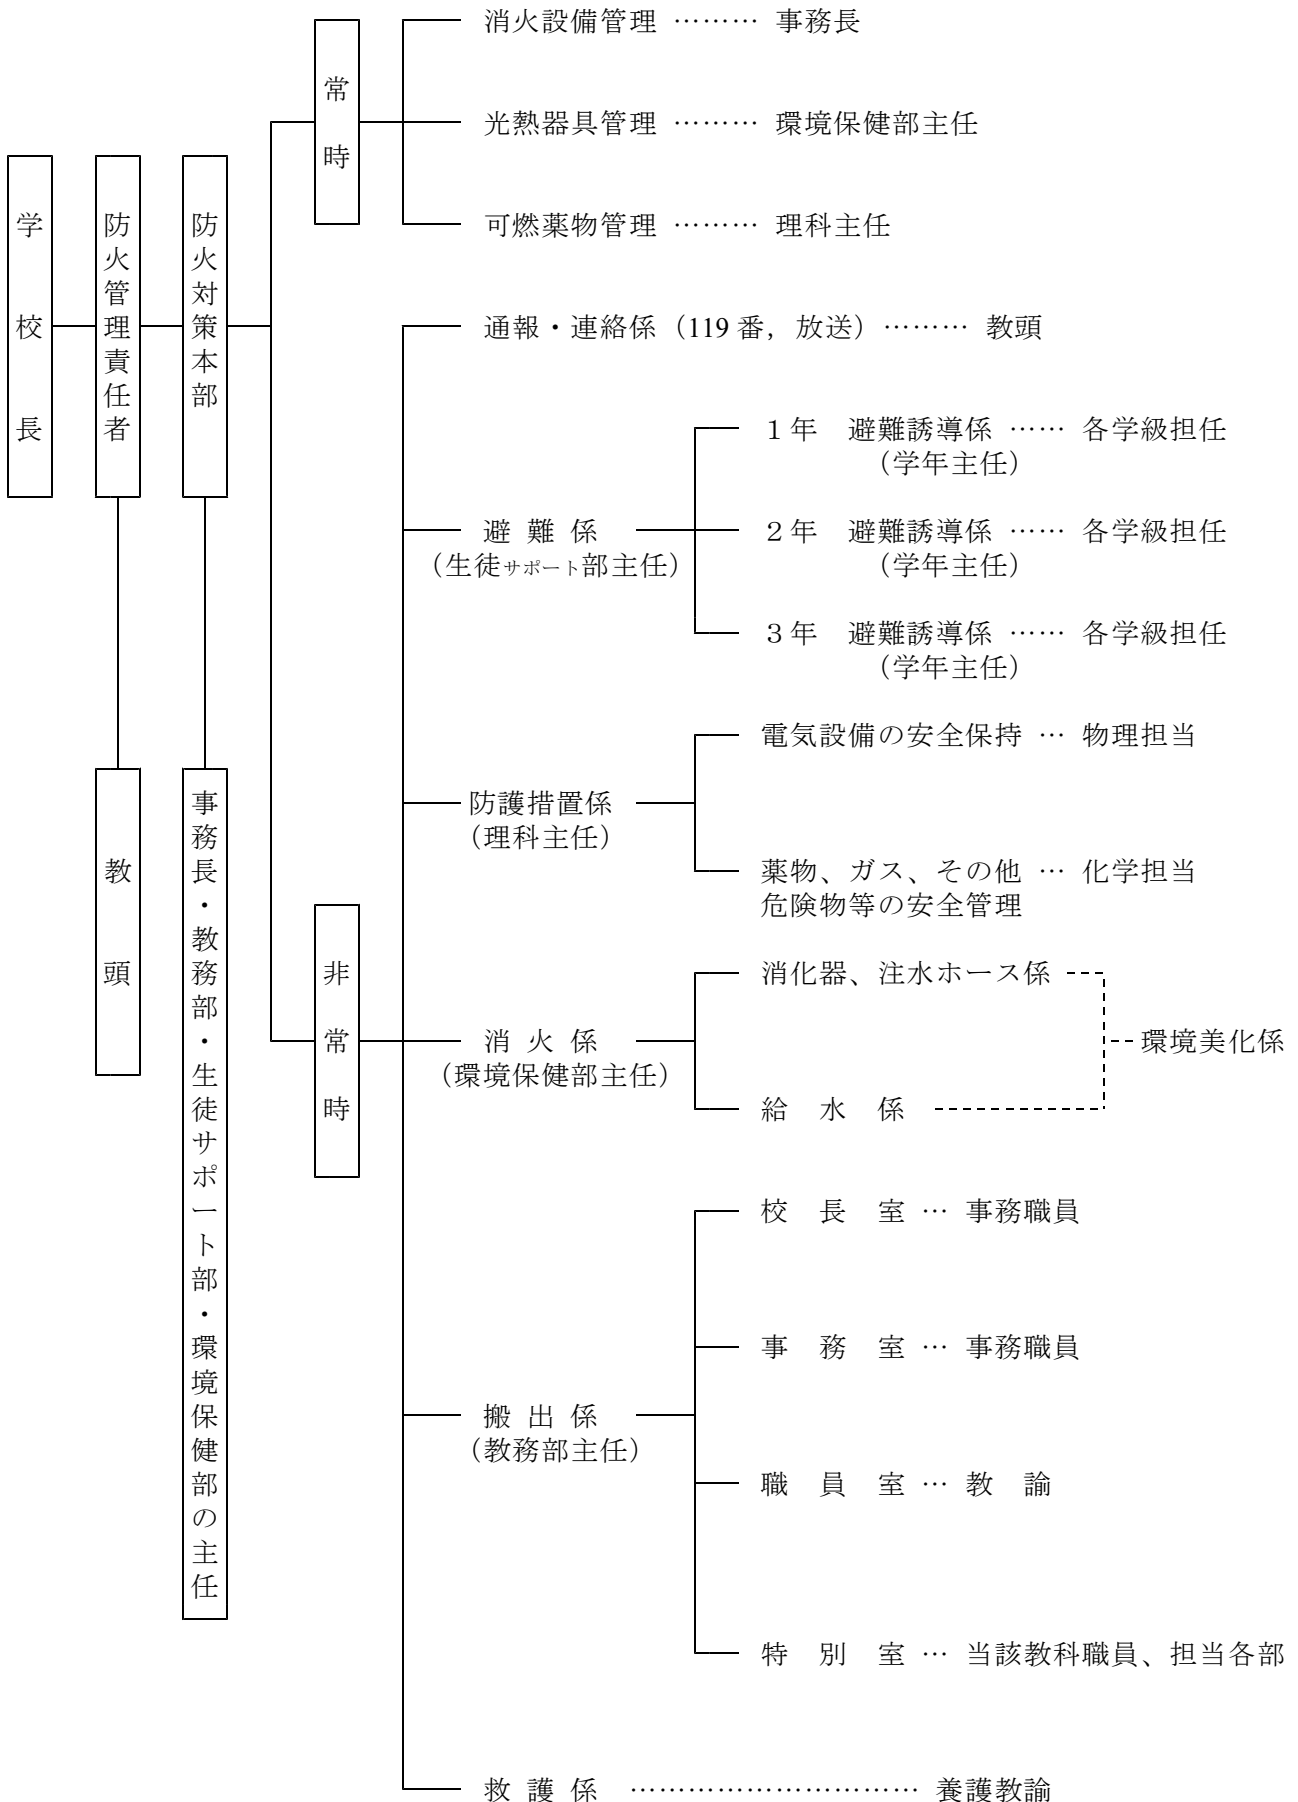 学校長
防火管理責任者
教頭
防火対策本部
事務長・教務部・生徒サポート部・環境保健部の主任
常時
消火設備管理 ……… 事務長
光熱器具管理 ……… 環境保健部主任
可燃薬物管理 ……… 理科主任
非常時
通報・連絡係（119 番，放送）……… 教頭
避 難 係
（生徒サポート部主任）
１年　避難誘導係 …… 各学級担任
（学年主任）
２年　避難誘導係 …… 各学級担任
（学年主任）
３年　避難誘導係 …… 各学級担任
（学年主任）
防護措置係
（理科主任）
電気設備の安全保持 … 物理担当
薬物、ガス、その他 … 化学担当
危険物等の安全管理
消 火 係
（環境保健部主任）
消化器、注水ホース係
給　水　係
環境美化係
搬 出 係
（教務部主任）
校　長　室 … 事務職員
事　務　室 … 事務職員
職　員　室 … 教　諭
特　別　室 … 当該教科職員、担当各部
救 護 係 ………………………… 養護教諭